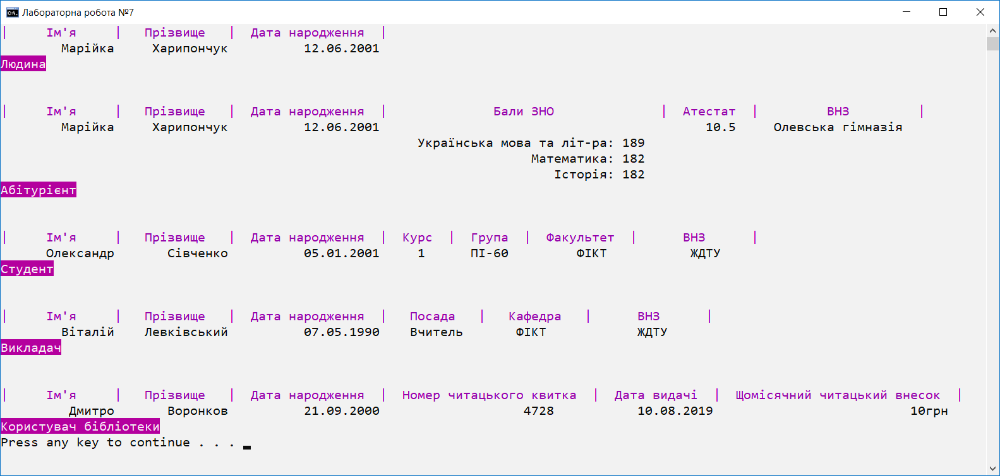 Лабораторна робота №7
| Ім'я | Прізвище | Дата народження |
Марійка Харипончук 12.06.2001
Людина
| Ім'я | Прізвище | Дата народження | Бали ЗНО | Атестат | ВНЗ |
Марійка Харипончук 12.06.2001 10.5 Олевська гімназія
Українська мова та літ-ра: 189
Математика: 182
Історія: 182
Абітурієнт
| Ім'я | Прізвище | Дата народження | Курс | Група | Факультет | ВНЗ |
Олександр Сівченко 05.01.2001 1 ПІ-60 ФІКТ ЖДТУ
Студент
| Ім'я | Прізвище | Дата народження | Посада | Кафедра | ВНЗ |
Віталій Левківський 07.05.1990 Вчитель ФІКТ ЖДТУ
Викладач
| Ім'я | Прізвище | Дата народження | Номер читацького квитка | Дата видачі | Щомісячний читацький внесок |
Дмитро Воронков 21.09.2000 4728 10.08.2019 10грн
Користувач бібліотеки
Press any key to continue . . .